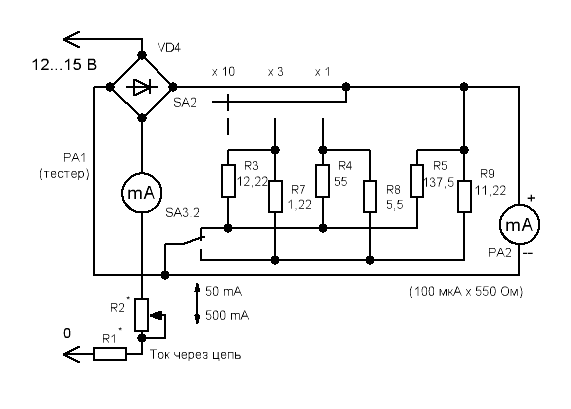 VD4
12...15 В
x 10
x 3
x 1
SA2
PA1
(тестер)
mA
R3
12,22
R4
55
R5
137,5
R9
11,22
R7
1,22
R8
5,5
SA3.2
mA
+
PA2
--
50 mA
500 mA
(100 мкА x 550 Ом)
R2*
0
R1*
Ток через цепь